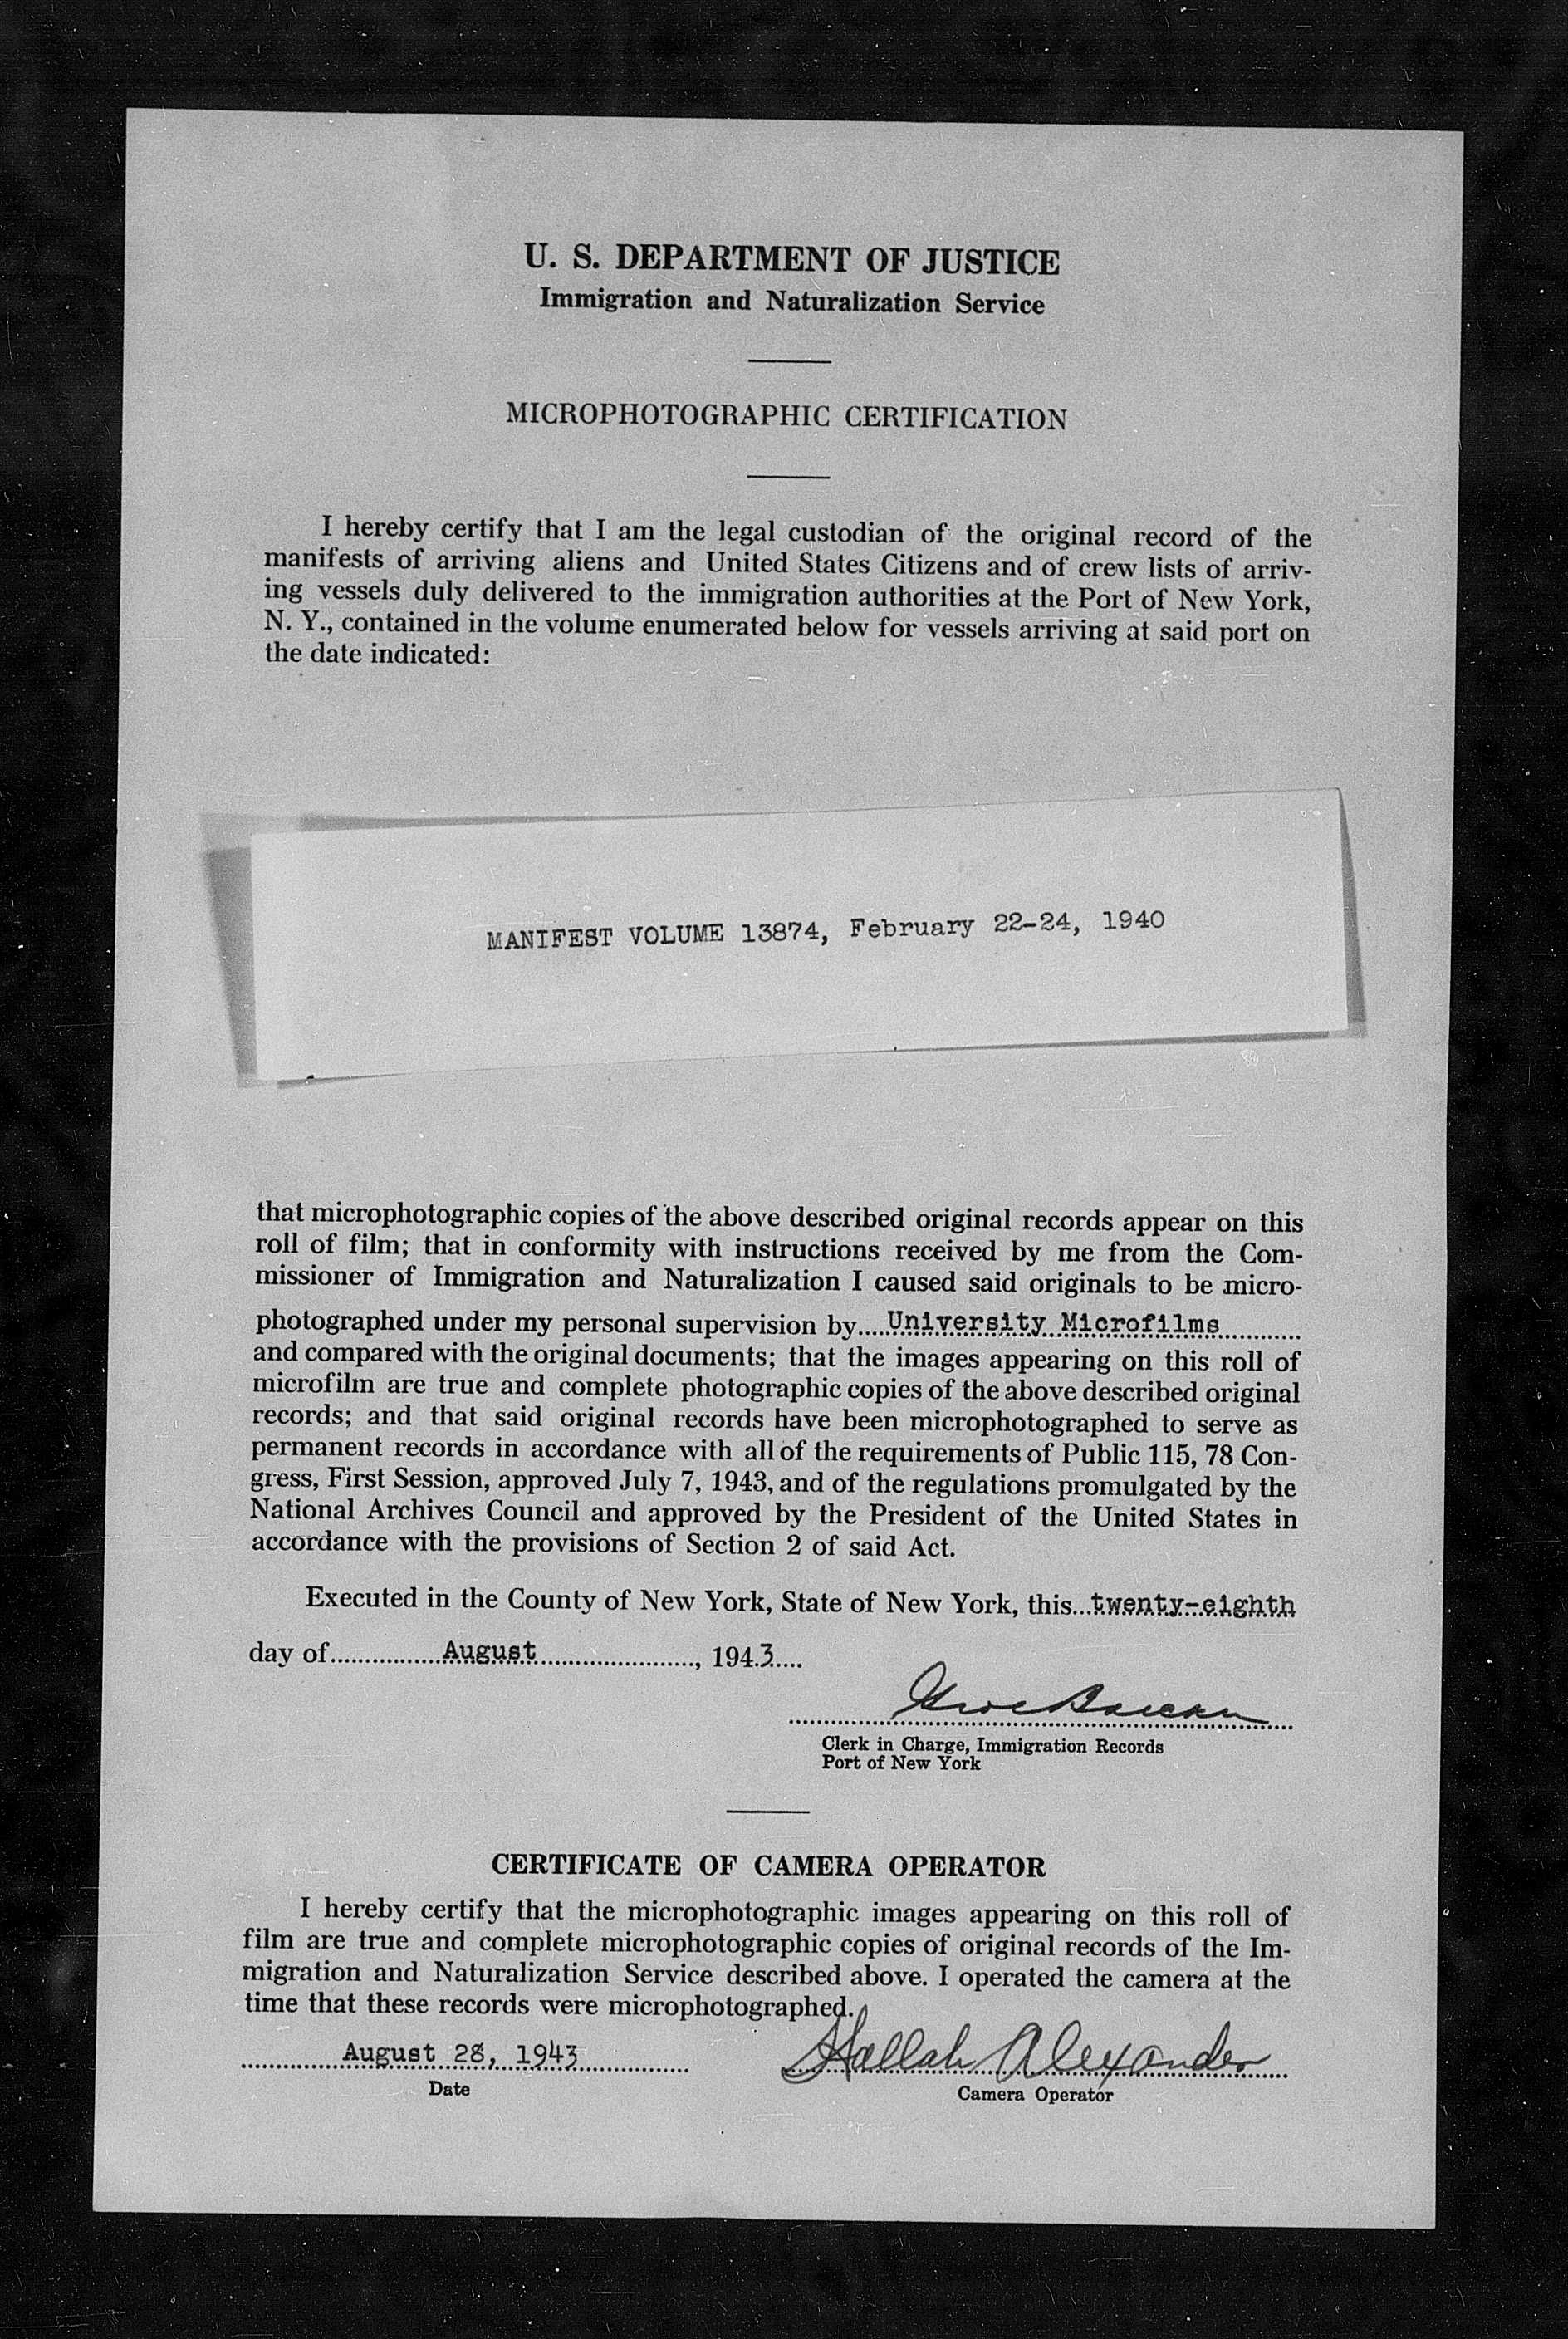 U. S. DEPARTMENT OF JUSTICE
Immigration and Naturalization Service
MICROPHOTOGRAPHIC CERTIFICATION
I hereby certify that I am the legal custodian of the original record of the
manifests of arriving aliens and United States Citizens and of crew lists of arriv-
ing vessels duly delivered to the immigration authorities at the Port of New York,
N. Y., contained in the volume enumerated below for vessels arriving at said port on
the date indicated:
MANIFEST VOLUME 13874, February 22-24, 1940
that microphotographic copies of the above described original records appear on this
roll of film; that in conformity with instructions received by me from the Com-
missioner of Immigration and Naturalization I caused said originals to be micro-
photographed under my personal supervision by....University Microfilms............
and compared with the original documents; that the images appearing on this roll of
microfilm are true and complete photographic copies of the above described original
records; and that said original records have been microphotographed to serve as
permanent records in accordance with all of the requirements of Public 115, 78 Con-
gress, First Session, approved July 7, 1943, and of the regulations promulgated by the
National Archives Council and approved by the President of the United States in
accordance with the provisions of Section 2 of said Act.
Executed in the County of New York, State of New York, this...twenty-eighth
day of................August......................., 194.3....
Clerk in Charge, Immigration Records
Port of New York
CERTIFICATE OF CAMERA OPERATOR
I hereby certify that the microphotographic images appearing on this roll of
film are true and complete microphotographic copies of original records of the Im-
migration and Naturalization Service described above. I operated the camera at the
time that these records were microphotographed.
August 28, 1943 Hallah Alexander
Date Camera Operator